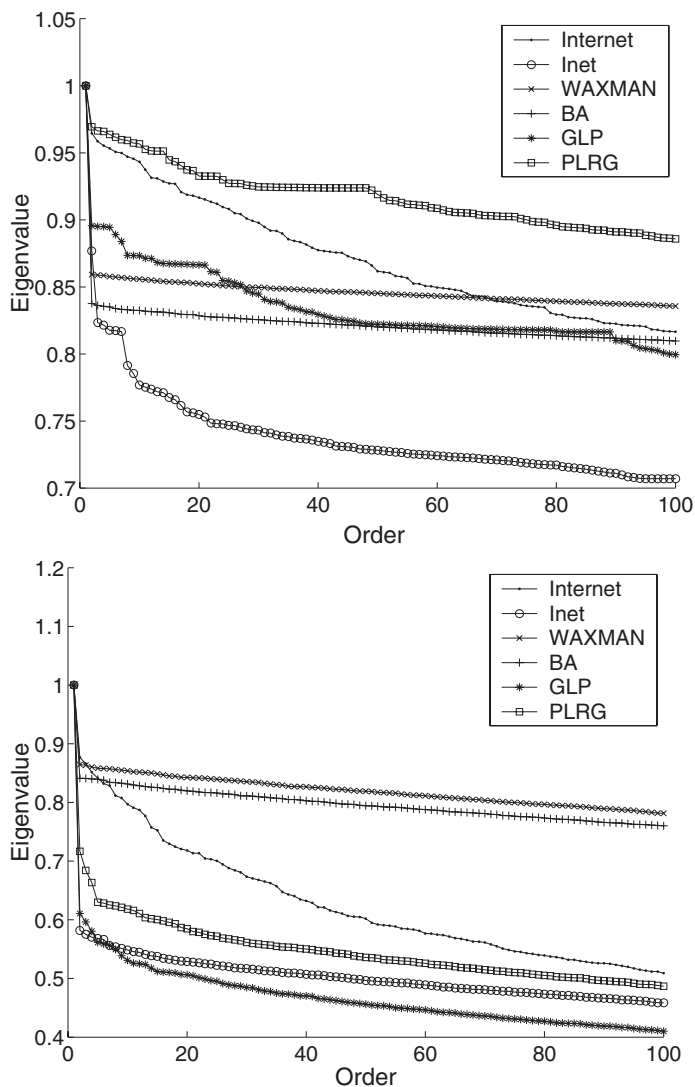 1.05
1
0.95
0.9
0.85
0.8
0.75
0.7
Eigenvalue
Internet
Inet
WAXMAN
BA
GLP
PLRG
0
20
40
60
80
100
Order
1.2
1.1
1
0.9
0.8
0.7
0.6
0.5
0.4
Eigenvalue
Internet
Inet
WAXMAN
BA
GLP
PLRG
0
20
40
60
80
100
Order